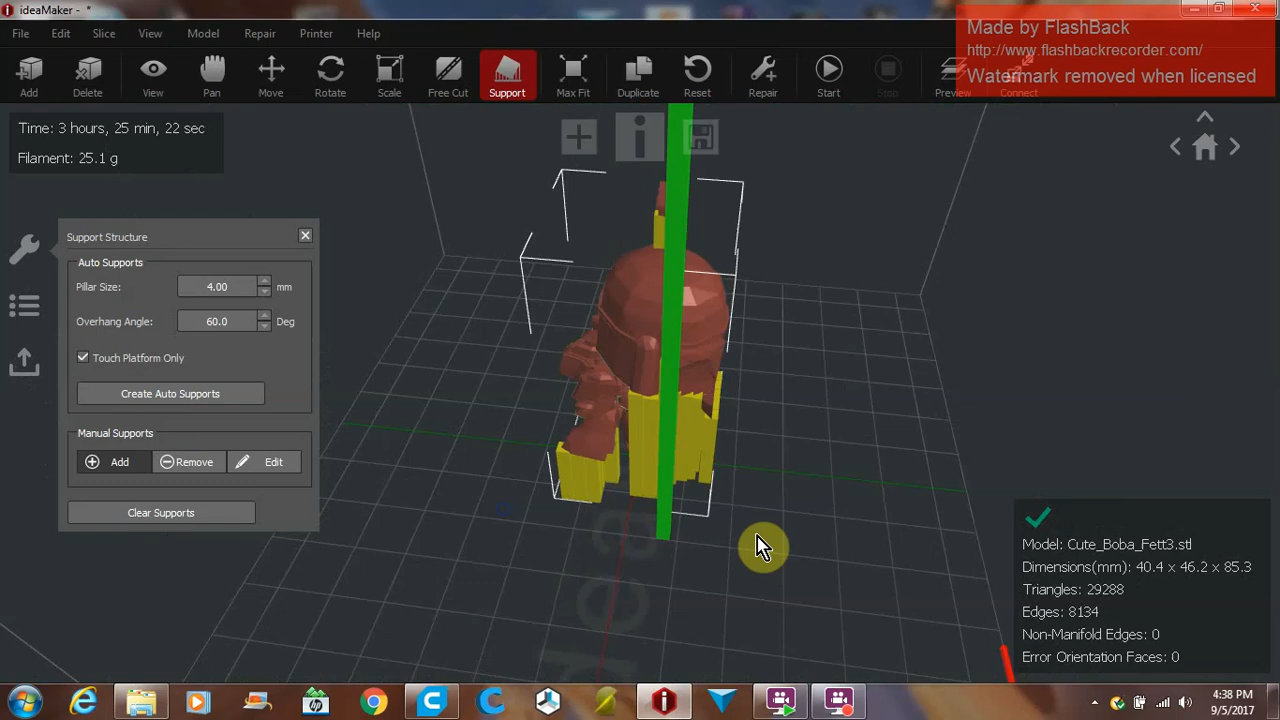 ideaMaker - *
Made by FlashBack
http://www.flashbackrecorder.com/
Watermark removed when licensed
File Edit Slice View Model Repair Printer Help
Add Delete View Pan Move Rotate Scale Free Cut Support Max Fit Duplicate Reset Repair Start Stop Preview Connect
Time: 3 hours, 25 min, 22 sec
Filament: 25.1 g
Support Structure
Auto Supports
Pillar Size: 4.00 mm
Overhang Angle: 60.0 Deg
Touch Platform Only
Create Auto Supports
Manual Supports
Add Remove Edit
Clear Supports
Model: Cute_Boba_Fett3.stl
Dimensions(mm): 40.4 x 46.2 x 85.3
Triangles: 29288
Edges: 8134
Non-Manifold Edges: 0
Error Orientation Faces: 0
4:38 PM
9/5/2017